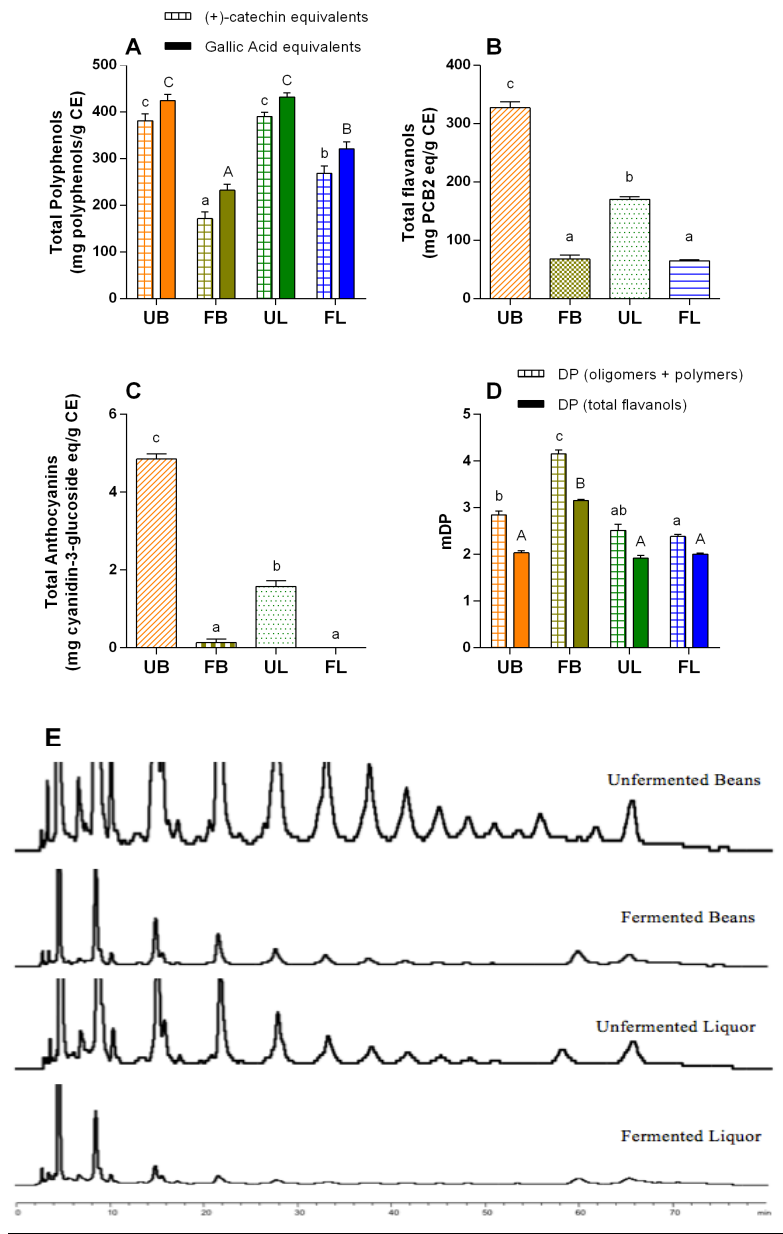 (+)-catechin equivalents
Gallic Acid equivalents
A
Total Polyphenols
(mg polyphenols/g CE)
500
400
300
200
100
0
c
C
a
A
c
C
b
B
UB
FB
UL
FL
B
Total flavanols
(mg PCB2 eq/g CE)
400
300
200
100
0
c
a
b
a
UB
FB
UL
FL
C
Total Anthocyanins
(mg cyanidin-3-glucoside eq/g CE)
6
4
2
0
c
a
b
a
UB
FB
UL
FL
D
DP (oligomers + polymers)
DP (total flavanols)
mDP
5
4
3
2
1
0
b
A
c
B
ab
A
a
A
UB
FB
UL
FL
E
Unfermented Beans
Fermented Beans
Unfermented Liquor
Fermented Liquor
0 10 20 30 40 50 60 70 min